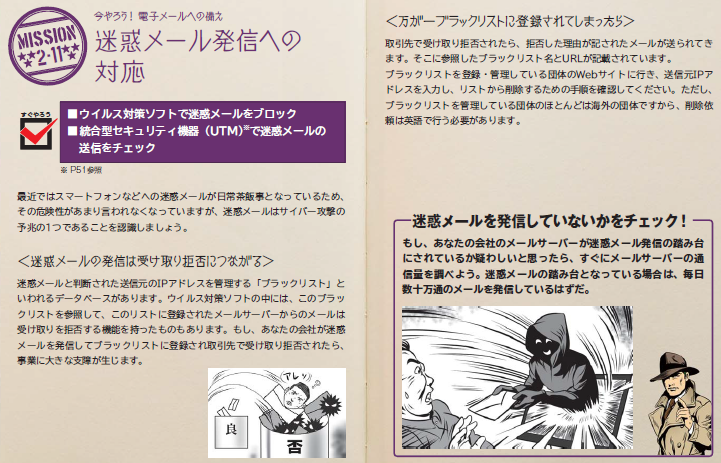 MISSION
2-11
今やろう！ 電子メールへの備え
迷惑メール発信への
対応
すぐやろう
■ウイルス対策ソフトで迷惑メールをブロック
■統合型セキュリティ機器（UTM）※で迷惑メールの
送信をチェック
※ P51参照
最近ではスマートフォンなどへの迷惑メールが日常茶飯事となっているため、
その危険性があまり言われなくなっていますが、迷惑メールはサイバー攻撃の
予兆の1つであることを認識しましょう。
＜迷惑メールの発信は受け取り拒否につながる＞
迷惑メールと判断された送信元のIPアドレスを管理する「ブラックリスト」と
いわれるデータベースがあります。ウイルス対策ソフトの中には、このブラッ
クリストを参照して、このリストに登録されたメールサーバーからのメールは
受け取りを拒否する機能を持ったものもあります。もし、あなたの会社が迷惑
メールを発信してブラックリストに登録され取引先で受け取り拒否されたら、
事業に大きな支障が生じます。
アレッ!?
良
否
＜万が一ブラックリストに登録されてしまったら＞
取引先で受け取り拒否されたら、拒否した理由が記されたメールが送られてき
ます。そこに参照したブラックリスト名とURLが記載されています。
ブラックリストを登録・管理している団体のWebサイトに行き、送信元IPア
ドレスを入力し、リストから削除するための手順を確認してください。ただし、
ブラックリストを管理している団体のほとんどは海外の団体ですから、削除依
頼は英語で行う必要があります。
迷惑メールを発信していないかをチェック！
もし、あなたの会社のメールサーバーが迷惑メール発信の踏み台
にされているか疑わしいと思ったら、すぐにメールサーバーの通
信量を調べよう。迷惑メールの踏み台となっている場合は、毎日
数十万通のメールを発信しているはずだ。